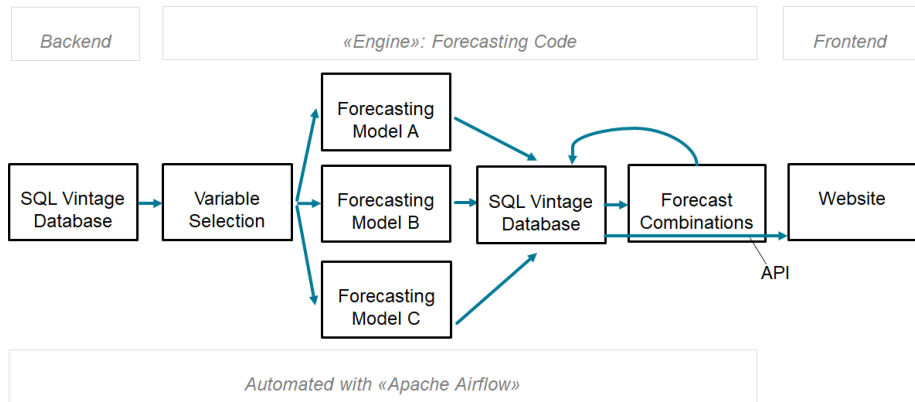 Backend
«Engine»: Forecasting Code
Frontend
Forecasting
Model A
SQL Vintage
Database
Variable
Selection
Forecasting
Model B
SQL Vintage
Database
Forecast
Combinations
Website
API
Forecasting
Model C
Automated with «Apache Airflow»